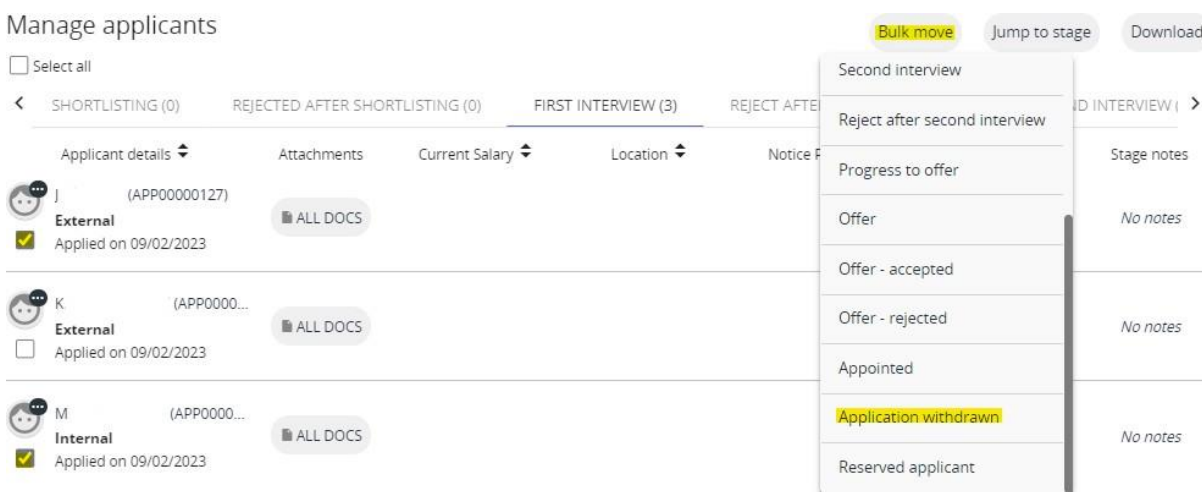 Manage applicants
Bulk move
Jump to stage
Download
Select all
SHORTLISTING (0) REJECTED AFTER SHORTLISTING (0) FIRST INTERVIEW (3) REJECT AFTE ND INTERVIEW (
Applicant details Attachments Current Salary Location Notice P Stage notes
J (APP00000127)
External
Applied on 09/02/2023
ALL DOCS
No notes
K (APP0000...
External
Applied on 09/02/2023
ALL DOCS
No notes
M (APP0000...
Internal
Applied on 09/02/2023
ALL DOCS
No notes
Second interview
Reject after second interview
Progress to offer
Offer
Offer - accepted
Offer - rejected
Appointed
Application withdrawn
Reserved applicant